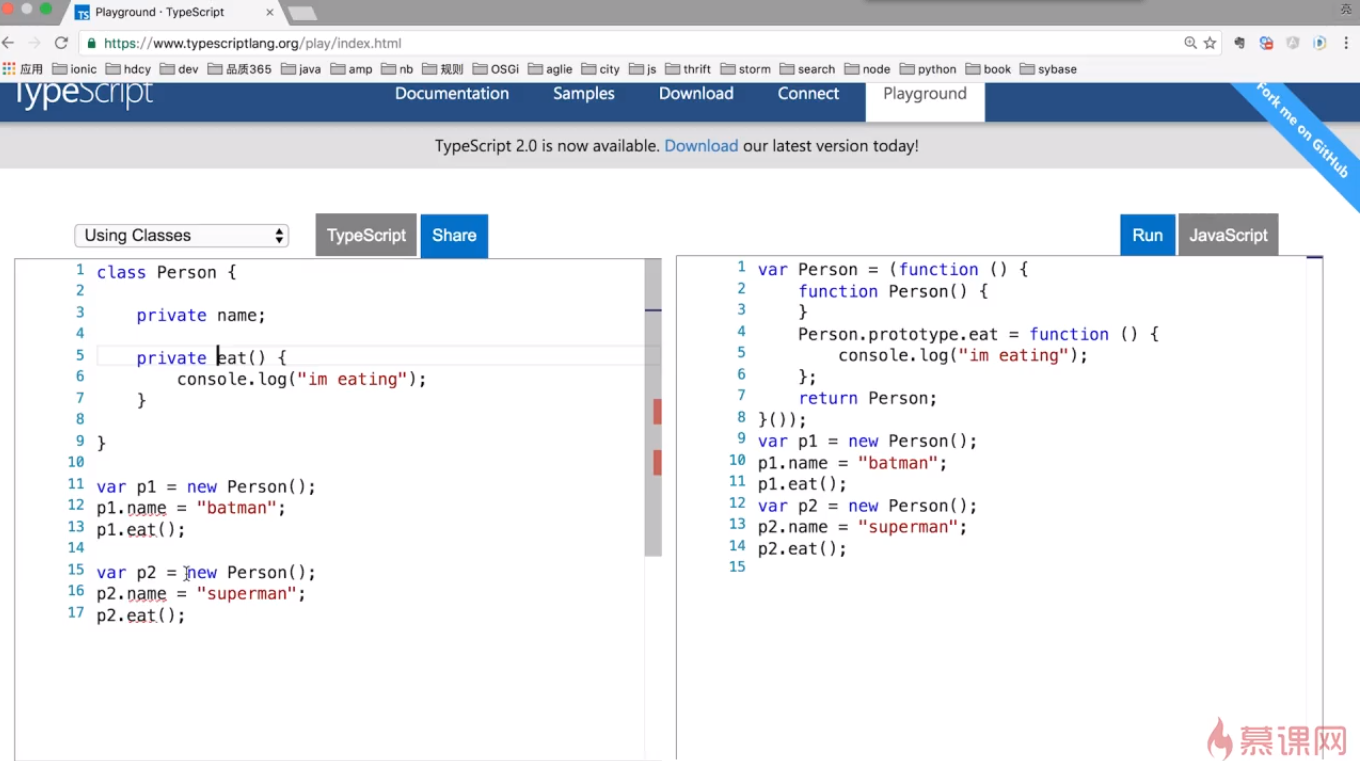 Playground · TypeScript
亮
https://www.typescriptlang.org/play/index.html
应用 ionic hdcy dev 品质365 java amp nb 规则 OSGi aglie city js thrift storm search node python book sybase
TypeScript Documentation Samples Download Connect Playground
Fork me on GitHub
TypeScript 2.0 is now available. Download our latest version today!
Using Classes TypeScript Share Run JavaScript
1 class Person {
2
3 private name;
4
5 private eat() {
6 console.log("im eating");
7 }
8
9 }
10
11 var p1 = new Person();
12 p1.name = "batman";
13 p1.eat();
14
15 var p2 = new Person();
16 p2.name = "superman";
17 p2.eat();
1 var Person = (function () {
2 function Person() {
3 }
4 Person.prototype.eat = function () {
5 console.log("im eating");
6 };
7 return Person;
8 }());
9 var p1 = new Person();
10 p1.name = "batman";
11 p1.eat();
12 var p2 = new Person();
13 p2.name = "superman";
14 p2.eat();
15
慕课网